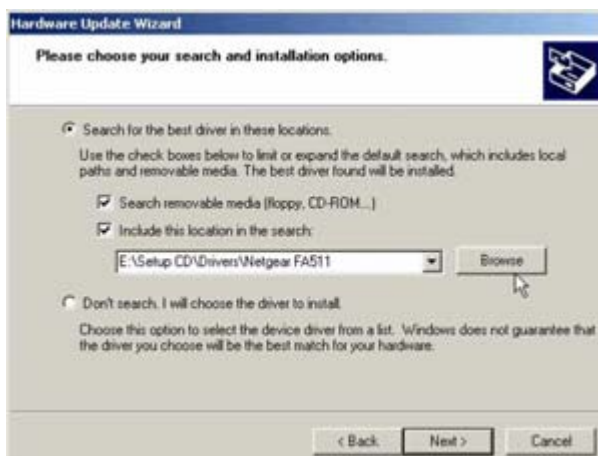 Hardware Update Wizard
Please choose your search and installation options.
Search for the best driver in these locations.
Use the check boxes below to limit or expand the default search, which includes local
paths and removable media. The best driver found will be installed.
Search removable media (floppy, CD-ROM...)
Include this location in the search:
E:\Setup CD\Drivers\Netgear FA511
Browse
Don't search. I will choose the driver to install.
Choose this option to select the device driver from a list. Windows does not guarantee that
the driver you choose will be the best match for your hardware.
< Back
Next >
Cancel